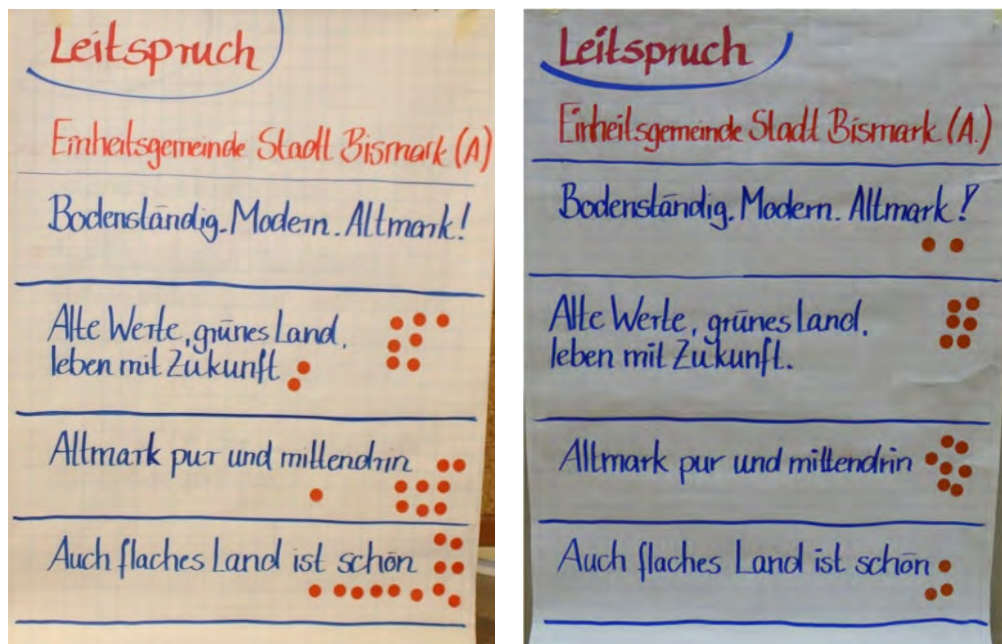 Leitspruch
Einheitsgemeinde Stadt Bismark (A)
Bodenständig. Modern. Altmark!
Alte Werte, grünes Land,
leben mit Zukunft
Altmark pur und mittendrin
Auch flaches Land ist schön
Leitspruch
Einheitsgemeinde Stadt Bismark (A.)
Bodenständig. Modern. Altmark!
Alte Werte, grünes Land,
leben mit Zukunft.
Altmark pur und mittendrin
Auch flaches Land ist schön